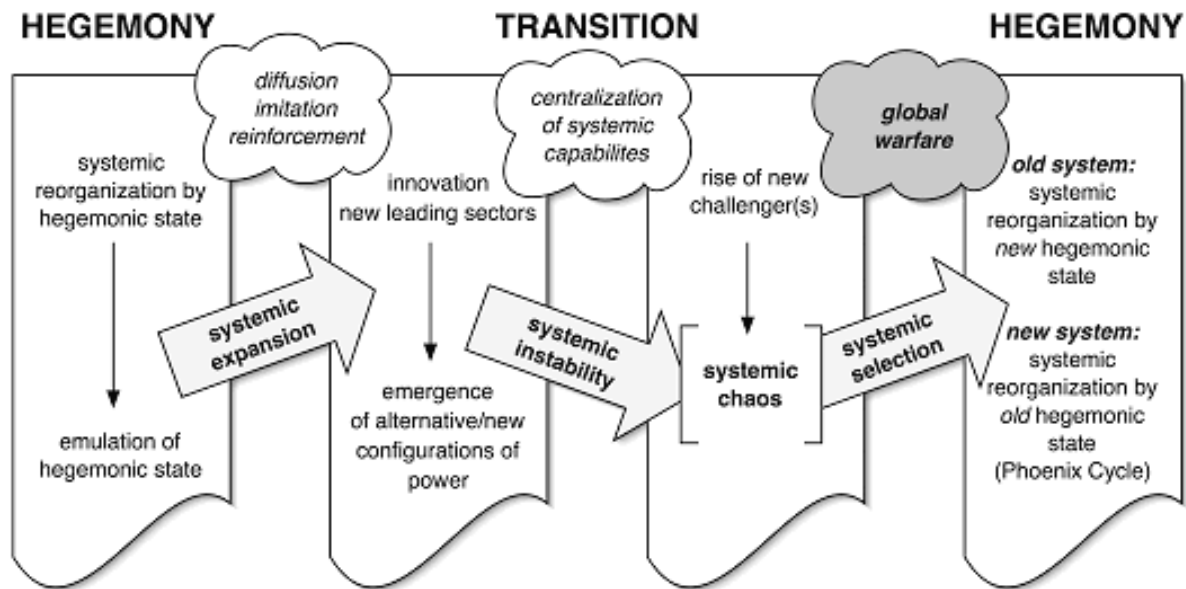 HEGEMONY
TRANSITION
HEGEMONY
diffusion
imitation
reinforcement
centralization
of systemic
capabilites
global
warfare
systemic
reorganization by
hegemonic state
emulation of
hegemonic state
systemic
expansion
innovation
new leading sectors
emergence
of alternative/new
configurations of
power
systemic
instability
rise of new
challenger(s)
systemic
chaos
systemic
selection
old system:
systemic
reorganization by
new hegemonic
state
new system:
systemic
reorganization by
old hegemonic
state
(Phoenix Cycle)